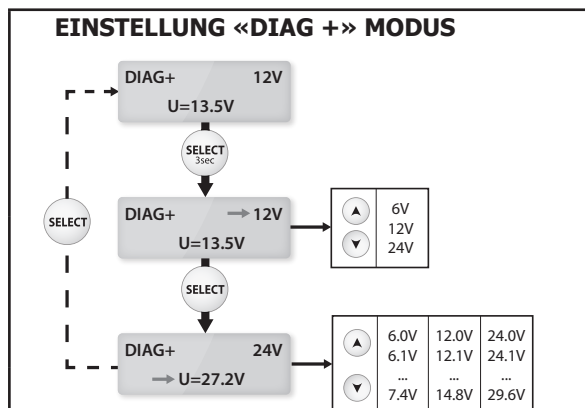 EINSTELLUNG «DIAG +» MODUS
DIAG+ 12V
U=13.5V
SELECT
3sec
SELECT
DIAG+ → 12V
U=13.5V
6V
12V
24V
SELECT
DIAG+ 24V
→ U=27.2V
6.0V 12.0V 24.0V
6.1V 12.1V 24.1V
... ... ...
7.4V 14.8V 29.6V